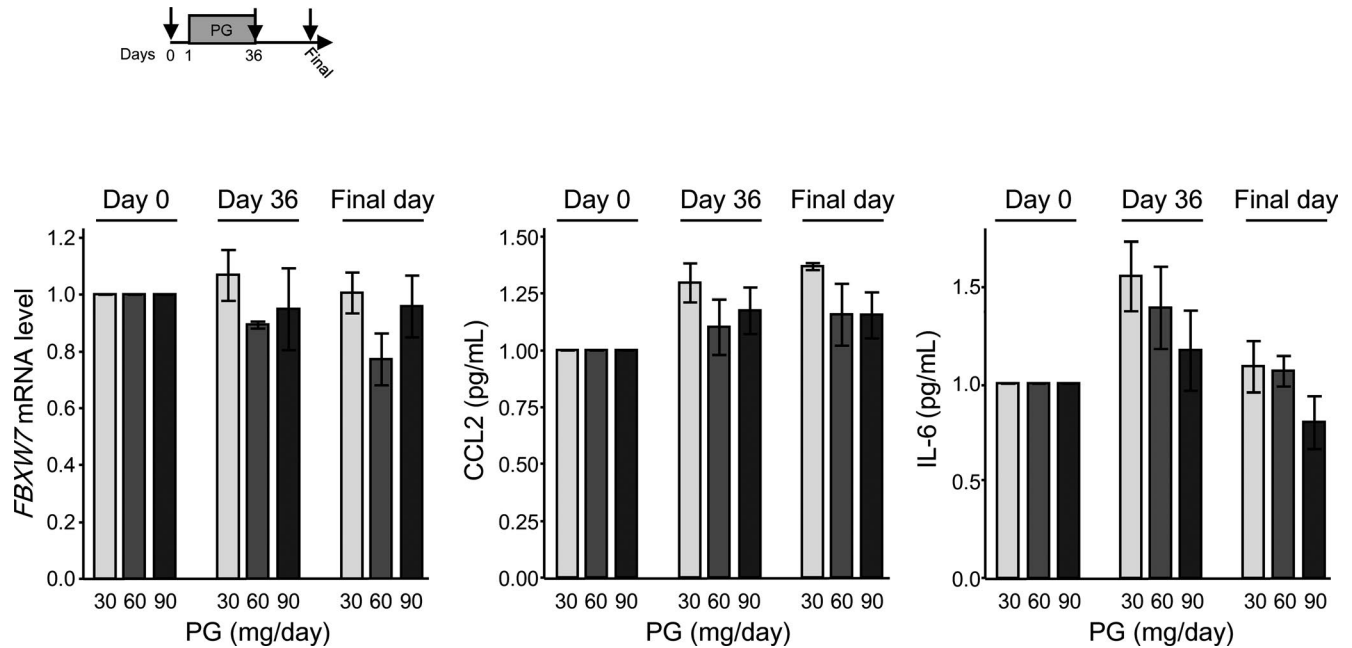 PG
Days 0 1 36 Final
Day 0 Day 36 Final day
FBXW7 mRNA level
1.2
1.0
0.8
0.6
0.4
0.2
0.0
30 60 90 30 60 90 30 60 90
PG (mg/day)
Day 0 Day 36 Final day
CCL2 (pg/mL)
1.50
1.25
1.00
0.75
0.50
0.25
0.00
30 60 90 30 60 90 30 60 90
PG (mg/day)
Day 0 Day 36 Final day
IL-6 (pg/mL)
1.5
1.0
0.5
0.0
30 60 90 30 60 90 30 60 90
PG (mg/day)